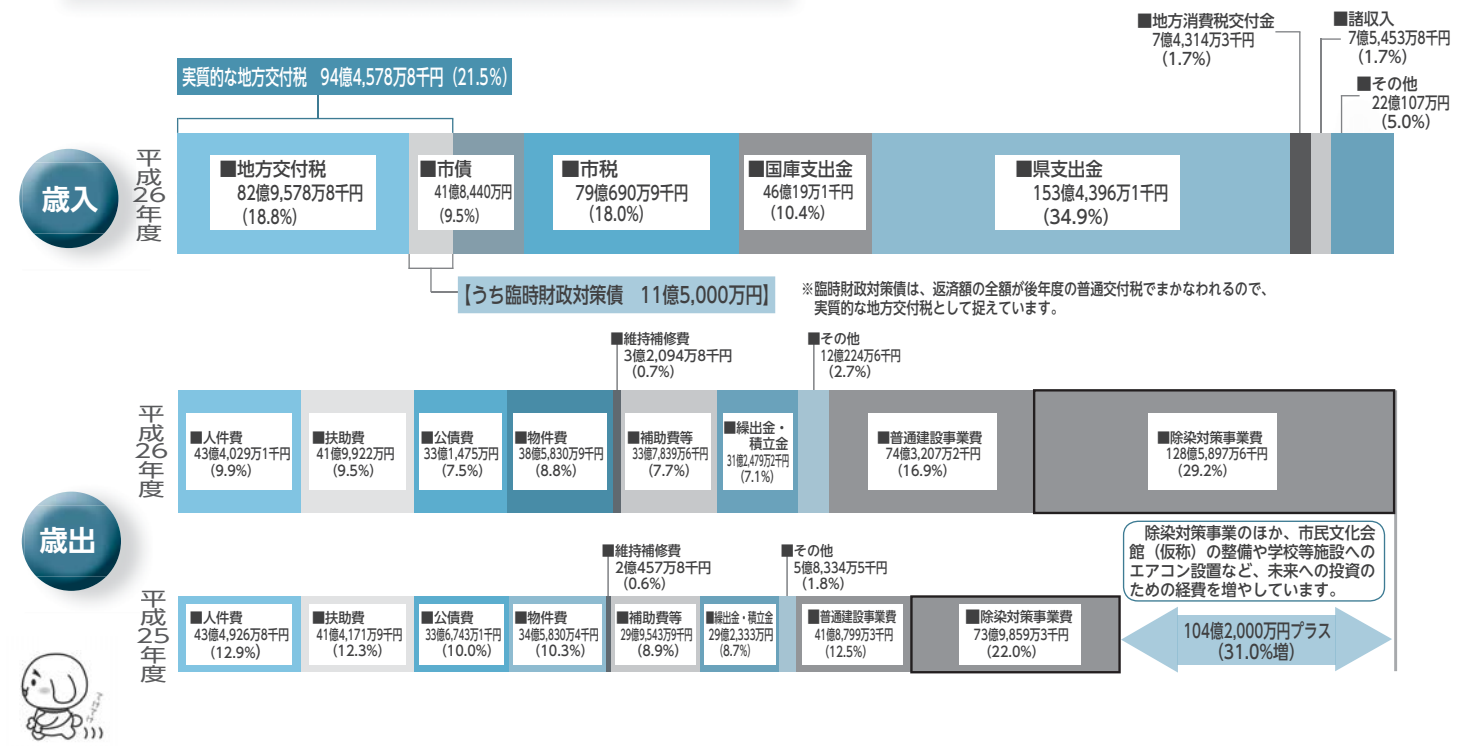 ■地方消費税交付金
7億4,314万3千円
(1.7%)
■諸収入
7億5,453万8千円
(1.7%)
■その他
22億107万円
(5.0%)
実質的な地方交付税 94億4,578万8千円 (21.5%)
歳入
平成26年度
■地方交付税
82億9,578万8千円
(18.8%)
■市債
41億8,440万円
(9.5%)
■市税
79億690万9千円
(18.0%)
■国庫支出金
46億19万1千円
(10.4%)
■県支出金
153億4,396万1千円
(34.9%)
【うち臨時財政対策債 11億5,000万円】
※臨時財政対策債は、返済額の全額が後年度の普通交付税でまかなわれるので、
実質的な地方交付税として捉えています。
歳出
■維持補修費
3億2,094万8千円
(0.7%)
■その他
12億224万6千円
(2.7%)
平成26年度
■人件費
43億4,029万1千円
(9.9%)
■扶助費
41億9,922万円
(9.5%)
■公債費
33億1,475万円
(7.5%)
■物件費
38億5,830万9千円
(8.8%)
■補助費等
33億7,839万6千円
(7.7%)
■繰出金・
積立金
31億2,479万2千円
(7.1%)
■普通建設事業費
74億3,207万2千円
(16.9%)
■除染対策事業費
128億5,897万6千円
(29.2%)
除染対策事業のほか、市民文化会
館（仮称）の整備や学校等施設への
エアコン設置など、未来への投資の
ための経費を増やしています。
■維持補修費
2億457万8千円
(0.6%)
■その他
5億8,334万5千円
(1.8%)
平成25年度
■人件費
43億4,926万8千円
(12.9%)
■扶助費
41億4,171万9千円
(12.3%)
■公債費
33億6,743万1千円
(10.0%)
■物件費
34億5,830万4千円
(10.3%)
■補助費等
29億9,543万9千円
(8.9%)
■繰出金・積立金
29億2,333万円
(8.7%)
■普通建設事業費
41億8,799万3千円
(12.5%)
■除染対策事業費
73億9,859万3千円
(22.0%)
104億2,000万円プラス
(31.0%増)